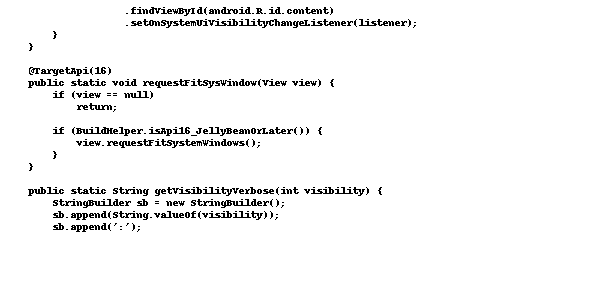 .findViewById(android.R.id.content)
.setOnSystemUiVisibilityChangeListener(listener);
}
}
@TargetApi(16)
public static void requestFitSysWindow(View view) {
if (view == null)
return;
if (BuildHelper.isApi16_JellyBeanOrLater()) {
view.requestFitSystemWindows();
}
}
public static String getVisibilityVerbose(int visibility) {
StringBuilder sb = new StringBuilder();
sb.append(String.valueOf(visibility));
sb.append(':');